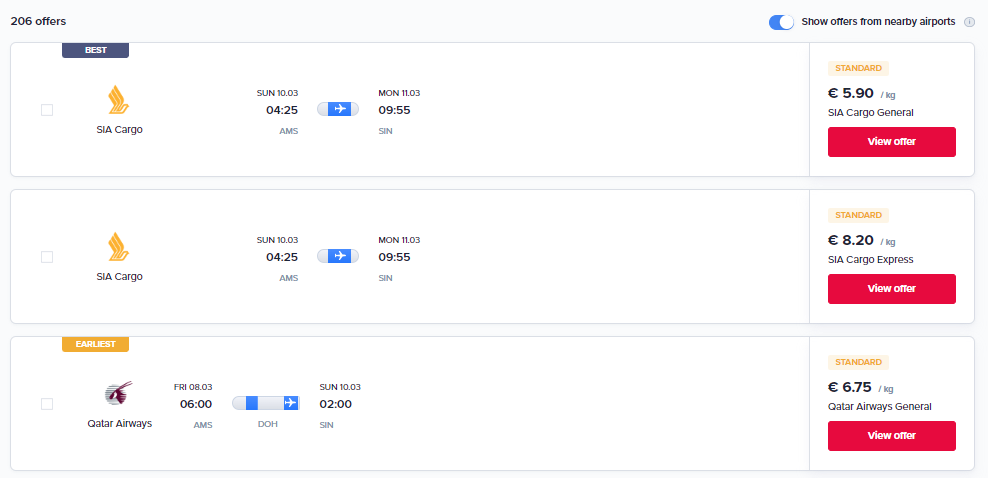 206 offers
Show offers from nearby airports
BEST
SIA Cargo
SUN 10.03
04:25
AMS
MON 11.03
09:55
SIN
STANDARD
€ 5.90 / kg
SIA Cargo General
View offer
SIA Cargo
SUN 10.03
04:25
AMS
MON 11.03
09:55
SIN
STANDARD
€ 8.20 / kg
SIA Cargo Express
View offer
EARLIEST
Qatar Airways
FRI 08.03
06:00
AMS
DOH
SUN 10.03
02:00
SIN
STANDARD
€ 6.75 / kg
Qatar Airways General
View offer